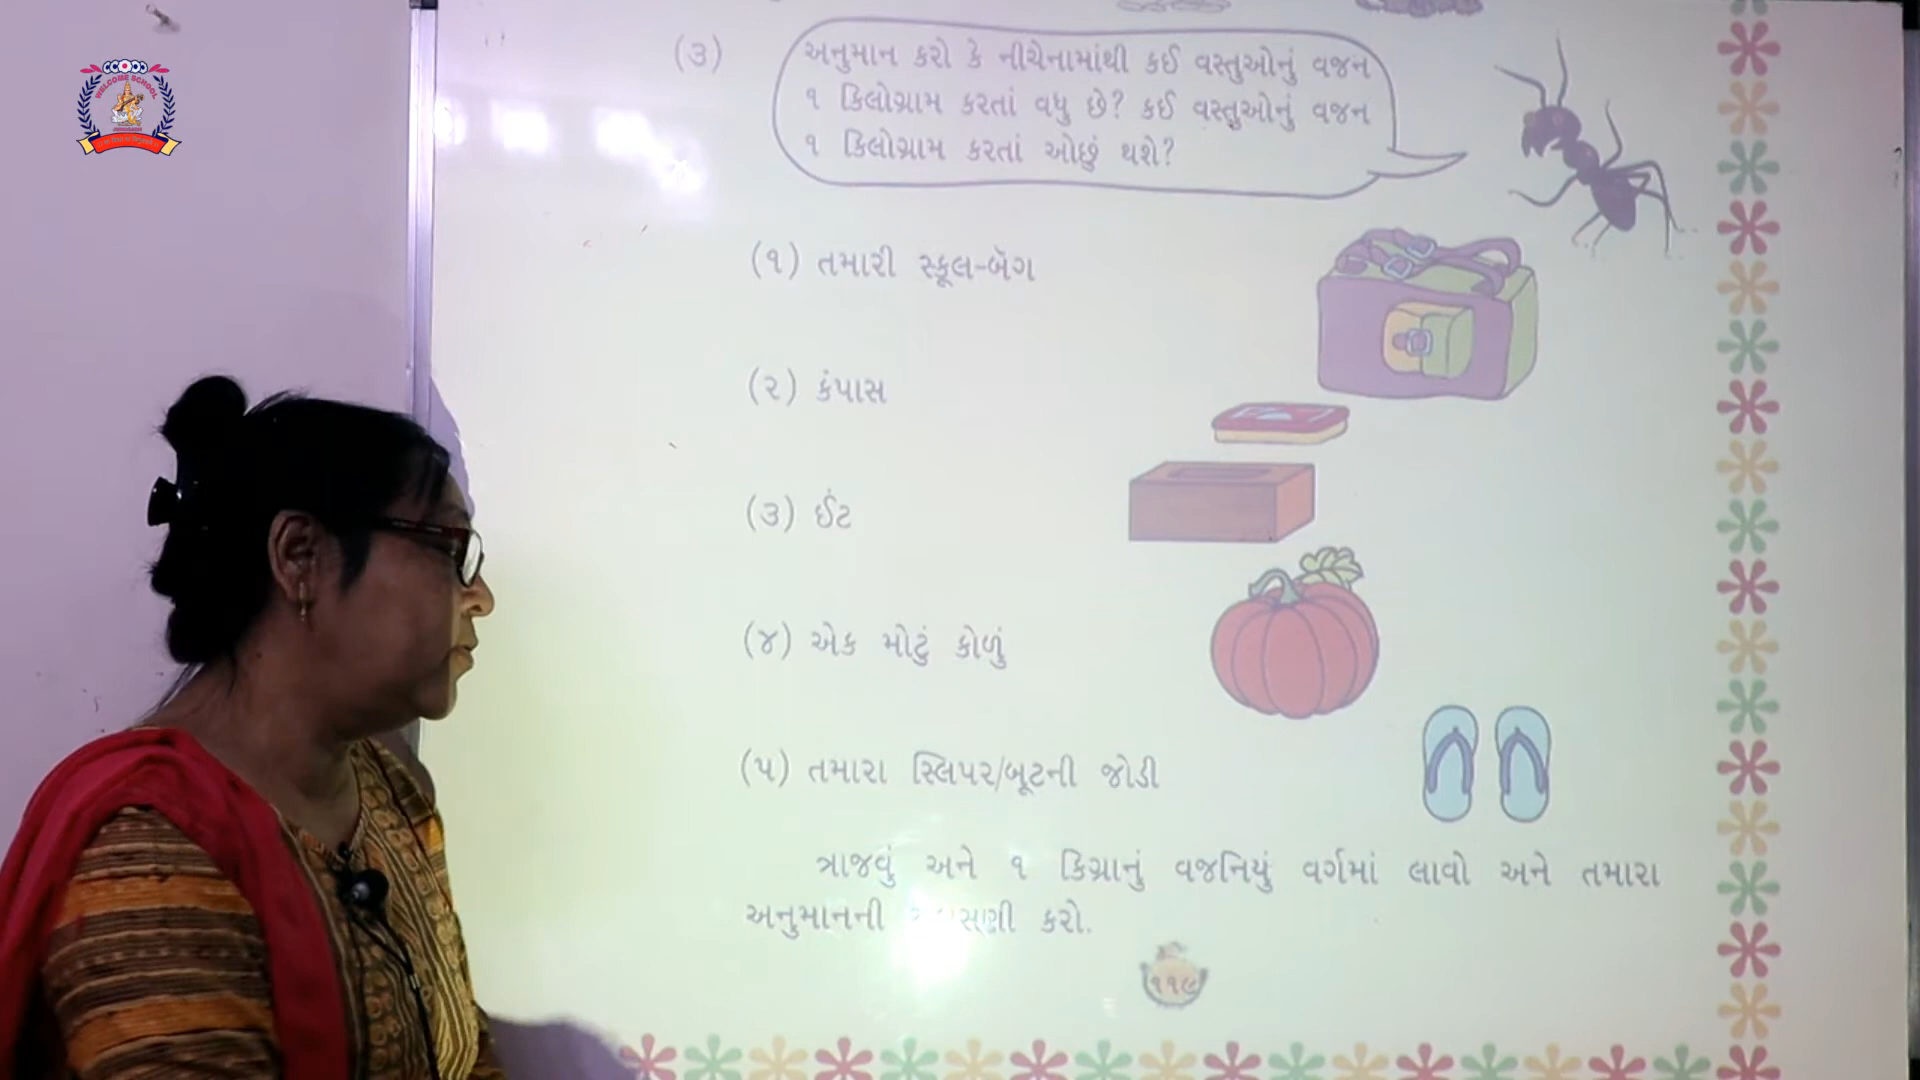 WELCOME SCHOOL
(૩)
અનુમાન કરો કે નીચેનામાંથી કઈ વસ્તુઓનું વજન
૧ કિલોગ્રામ કરતાં વધુ છે? કઈ વસ્તુઓનું વજન
૧ કિલોગ્રામ કરતાં ઓછું થશે?
(૧) તમારી સ્કૂલ-બૅગ
(૨) કંપાસ
(૩) ઈંટ
(૪) એક મોટું કોળું
(૫) તમારા સ્લિપર/બૂટની જોડી
ત્રાજવું અને ૧ કિગ્રાનું વજનિયું વર્ગમાં લાવો અને તમારા
અનુમાનની કરો.
૧૧૯